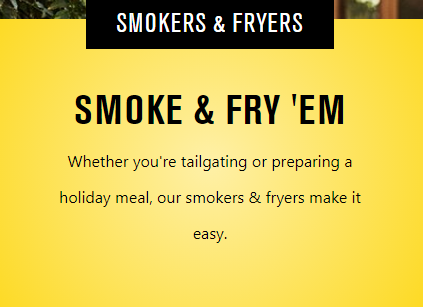 SMOKERS & FRYERS
SMOKE & FRY 'EM
Whether you're tailgating or preparing a
holiday meal, our smokers & fryers make it
easy.